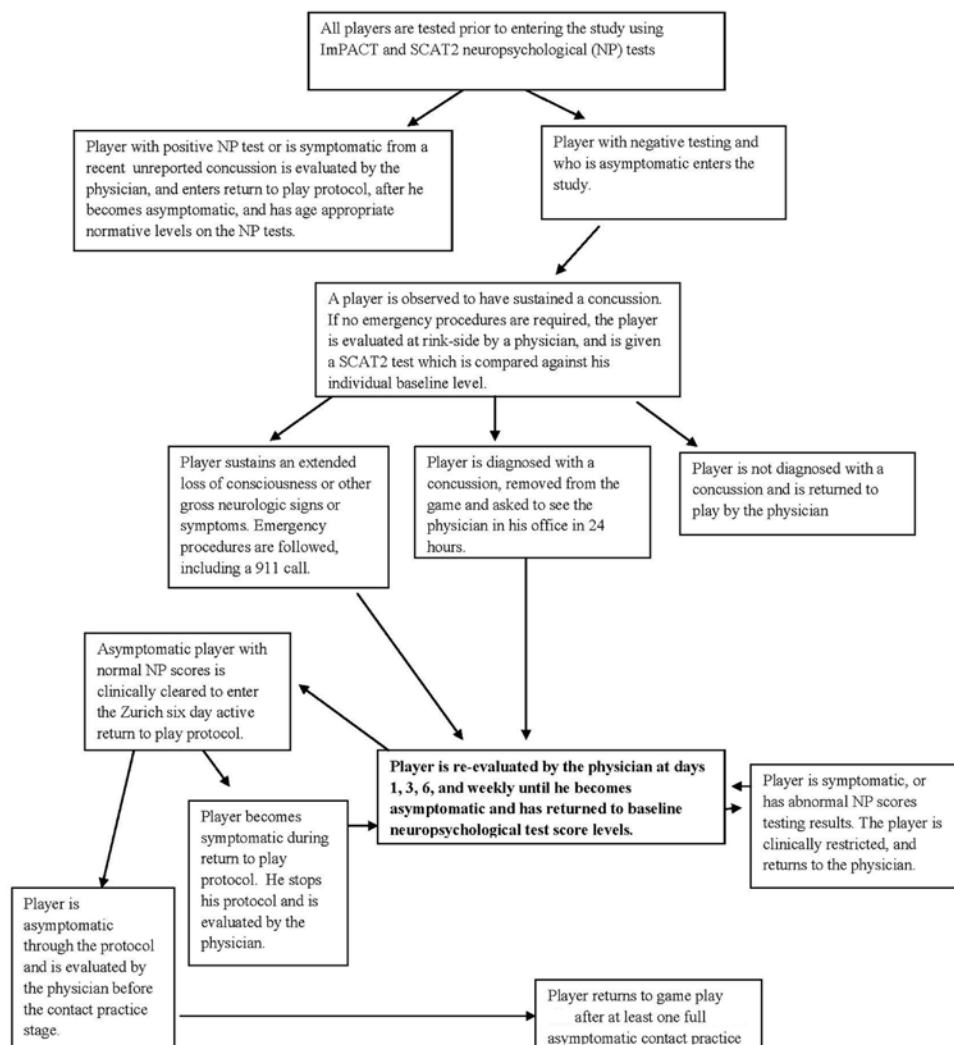 All players are tested prior to entering the study using
ImPACT and SCAT2 neuropsychological (NP) tests
Player with positive NP test or is symptomatic from a
recent unreported concussion is evaluated by the
physician, and enters return to play protocol, after he
becomes asymptomatic, and has age appropriate
normative levels on the NP tests.
Player with negative testing and
who is asymptomatic enters the
study.
A player is observed to have sustained a concussion.
If no emergency procedures are required, the player
is evaluated at rink-side by a physician, and is given
a SCAT2 test which is compared against his
individual baseline level.
Player sustains an extended
loss of consciousness or other
gross neurologic signs or
symptoms. Emergency
procedures are followed,
including a 911 call.
Player is diagnosed with a
concussion, removed from the
game and asked to see the
physician in his office in 24
hours.
Player is not diagnosed with a
concussion and is returned to
play by the physician
Asymptomatic player with
normal NP scores is
clinically cleared to enter
the Zurich six day active
return to play protocol.
Player is re-evaluated by the physician at days
1, 3, 6, and weekly until he becomes
asymptomatic and has returned to baseline
neuropsychological test score levels.
Player is symptomatic, or
has abnormal NP scores
testing results. The player is
clinically restricted, and
returns to the physician.
Player becomes
symptomatic during
return to play
protocol. He stops
his protocol and is
evaluated by the
physician.
Player is
asymptomatic
through the protocol
and is evaluated by
the physician before
the contact practice
stage.
Player returns to game play
after at least one full
asymptomatic contact practice